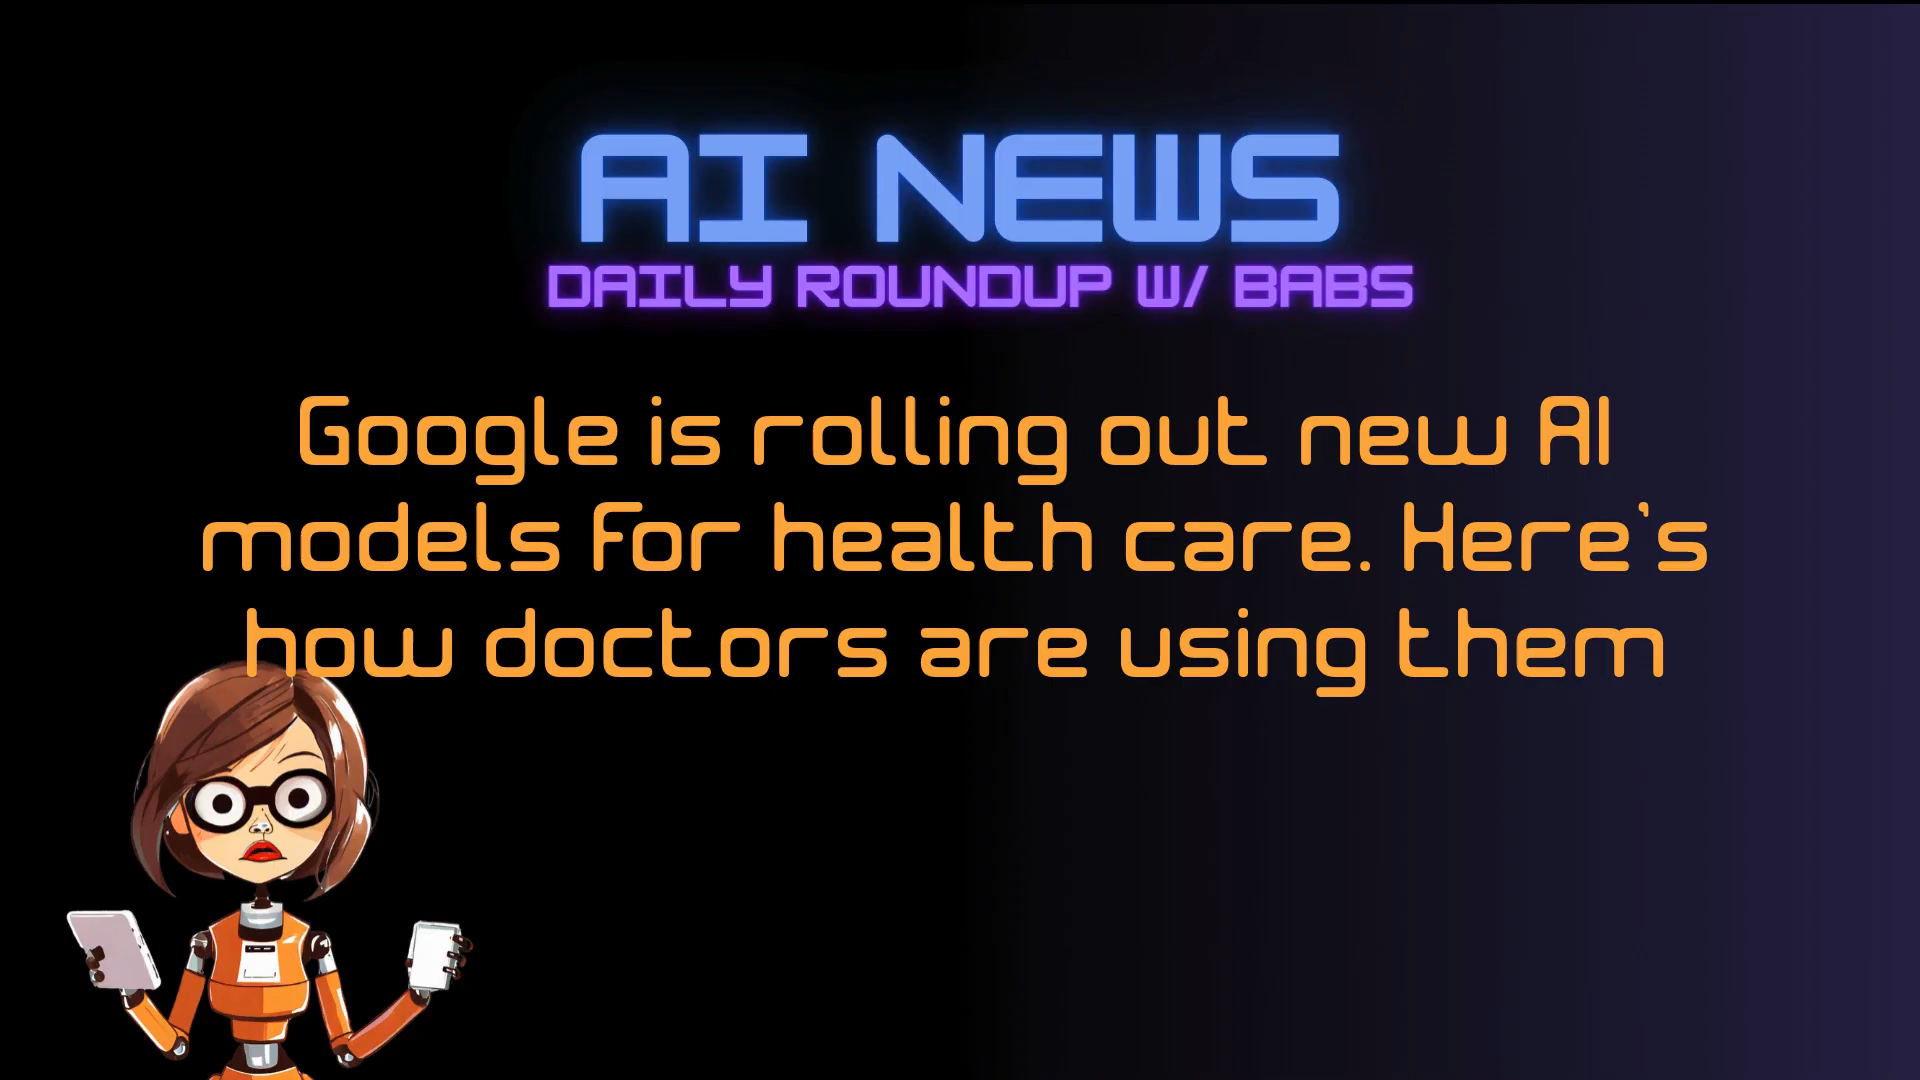 AI NEWS
DAILY ROUNDUP W/ BABS
Google is rolling out new AI
models for health care. Here's
how doctors are using them